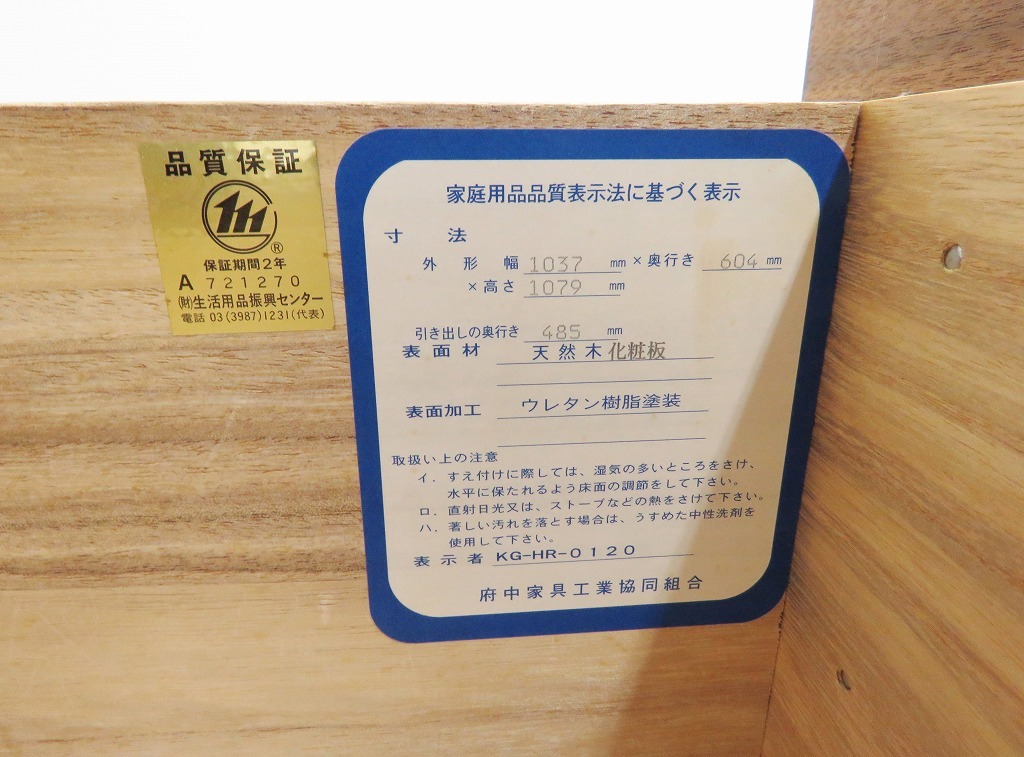 品質保証
®
保証期間2年
A 721270
(財)生活用品振興センター
電話 03(3987)1231(代表)
家庭用品品質表示法に基づく表示
寸 法
外 形 幅 1037 mm × 奥行き 604 mm
× 高さ 1079 mm
引き出しの奥行き 485 mm
表 面 材 天 然 木 化粧板
表面加工 ウレタン樹脂塗装
取扱い上の注意
イ. すえ付けに際しては、湿気の多いところをさけ、
水平に保たれるよう床面の調節をして下さい。
ロ. 直射日光又は、ストーブなどの熱をさけて下さい。
ハ. 著しい汚れを落とす場合は、うすめた中性洗剤を
使用して下さい。
表 示 者 KG-HR-0120
府中家具工業協同組合